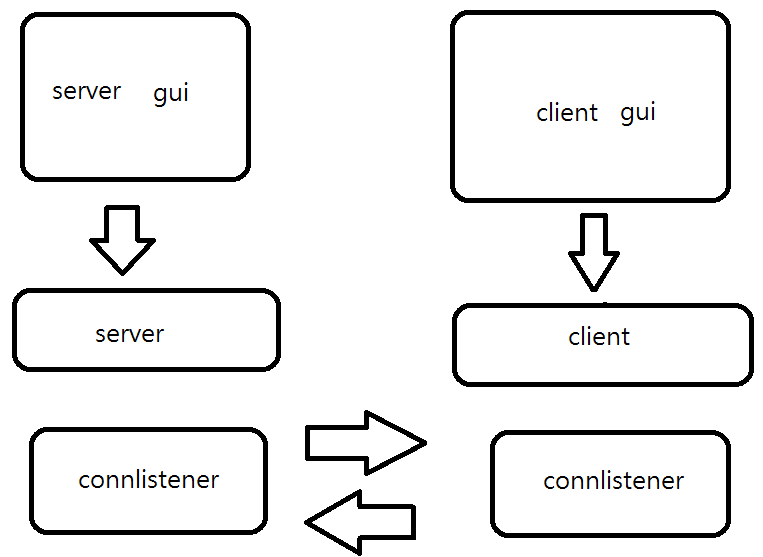 server gui
client gui
server
client
connlistener
connlistener